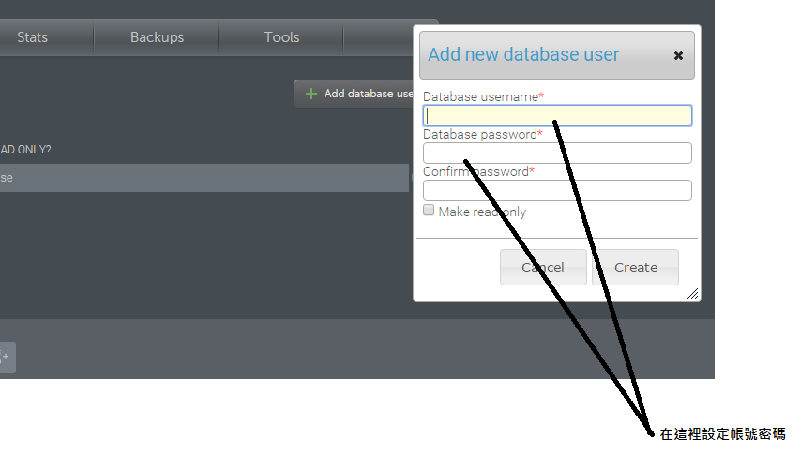 Stats Backups Tools
Add new database user
Add database use
Database username*
Database password*
AD ONLY?
Confirm password*
se
Make read only
Cancel Create
在這裡設定帳號密碼